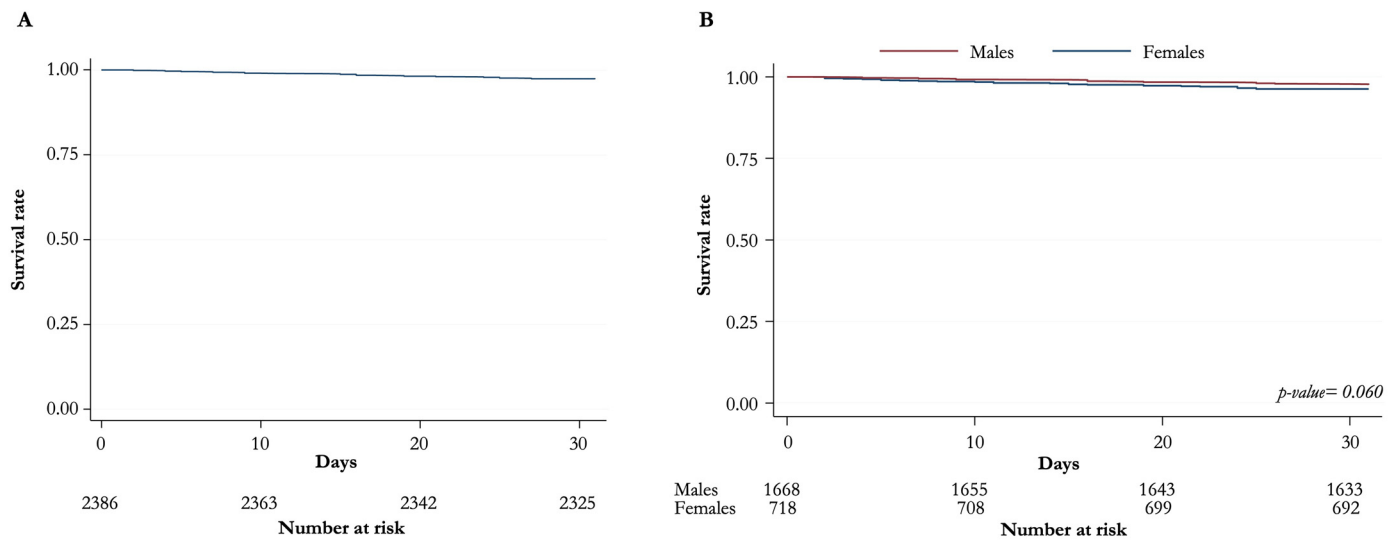 A
1.00
0.75
0.50
0.25
0.00
Survival rate
0 10 20 30
Days
2386 2363 2342 2325
Number at risk
B
Males Females
1.00
0.75
0.50
0.25
0.00
Survival rate
p-value= 0.060
0 10 20 30
Days
Males 1668 1655 1643 1633
Females 718 708 699 692
Number at risk